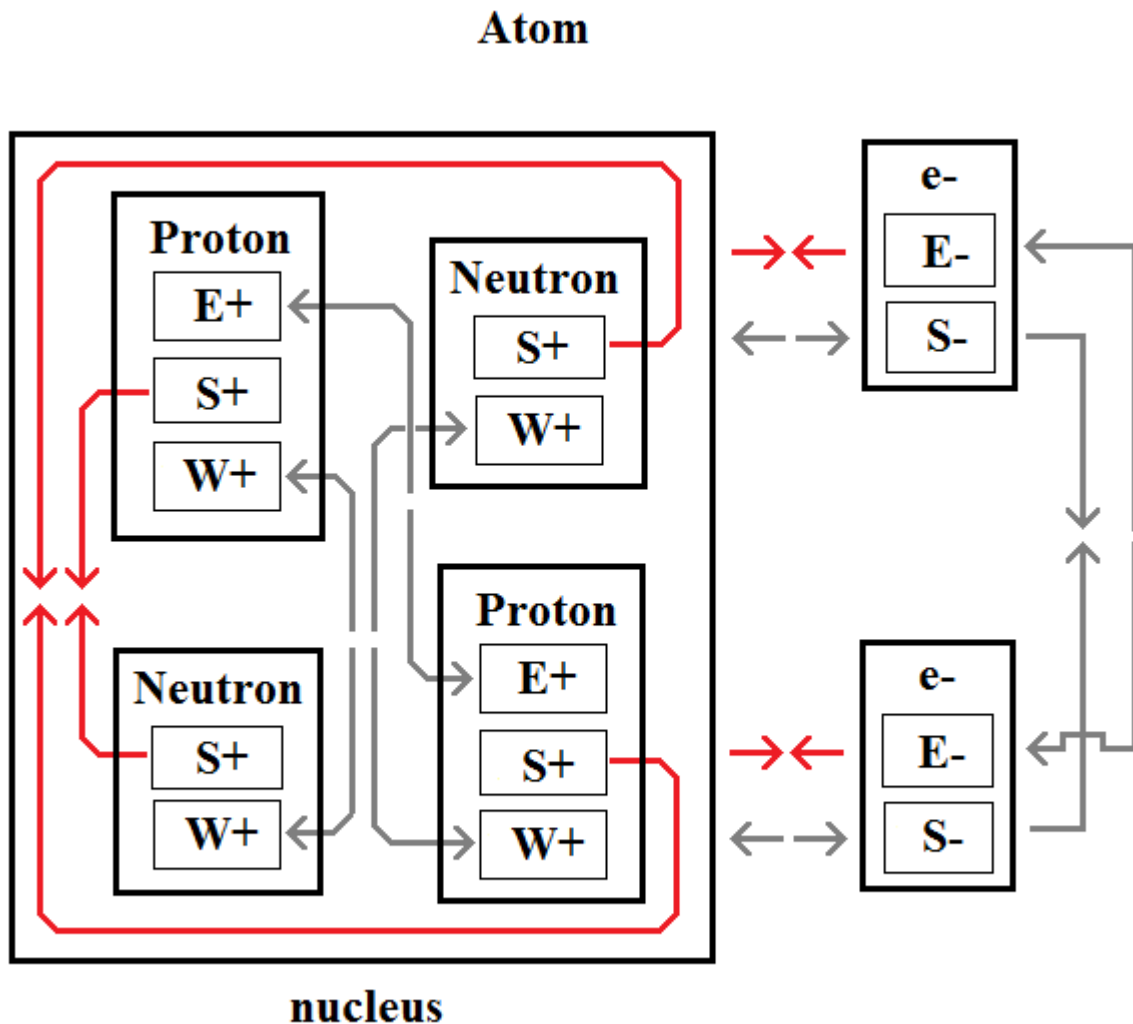 Atom
Proton
E+
S+
W+
Neutron
S+
W+
Neutron
S+
W+
Proton
E+
S+
W+
e-
E-
S-
e-
E-
S-
nucleus